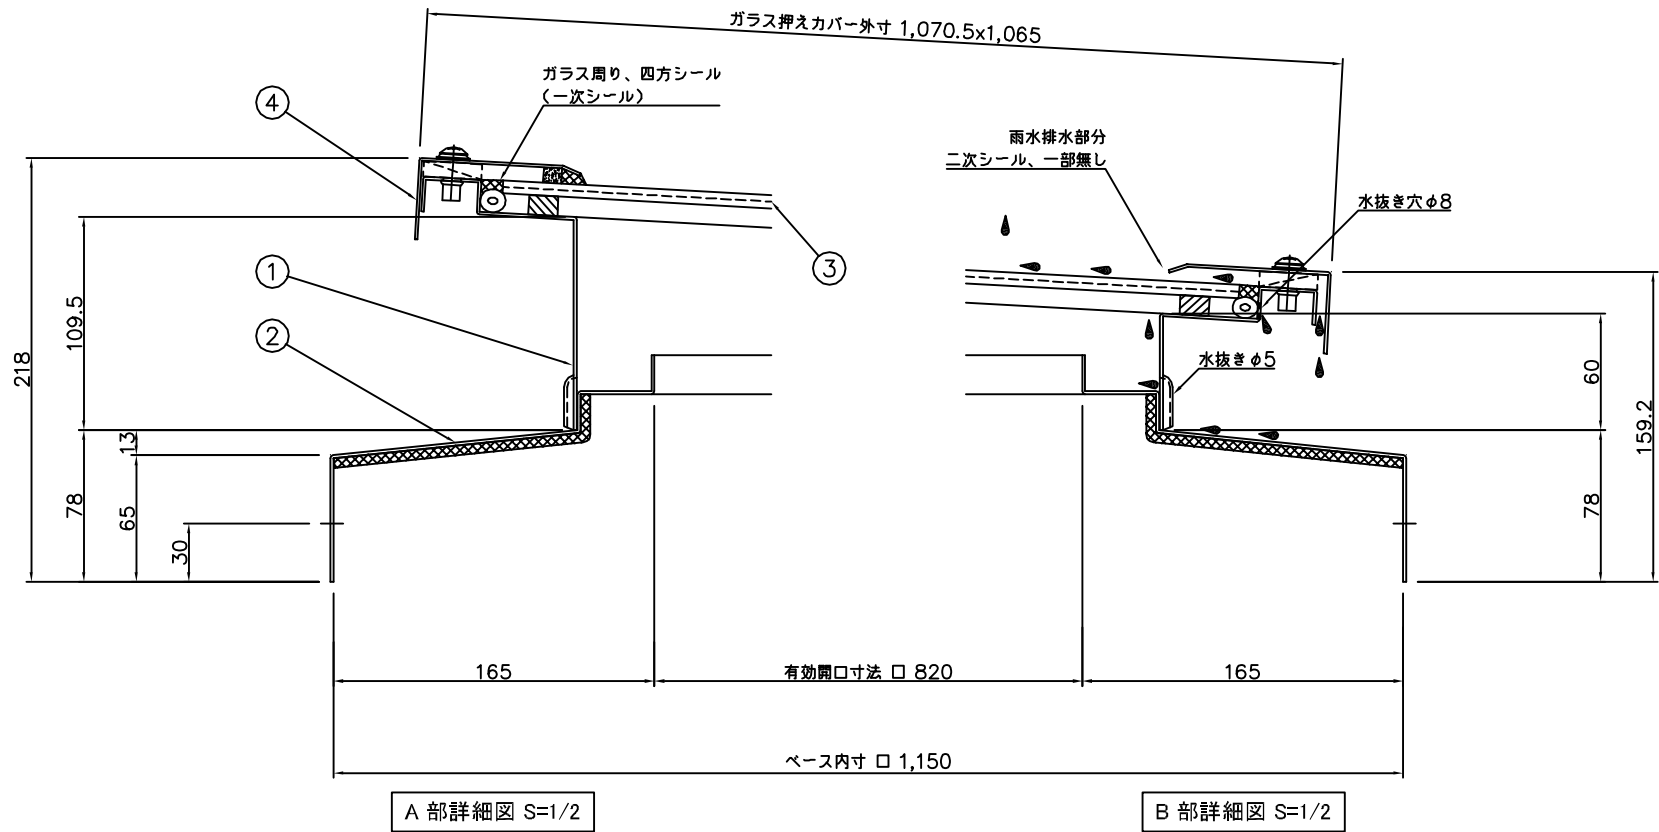 ガラス押えカバー外寸 1,070.5x1,065
ガラス周り、四方シール
（一次シール）
④
雨水排水部分
二次シール、一部無し
水抜き穴φ8
③
①
②
水抜きφ5
218
109.5
13
78
65
30
60
159.2
78
165
有効開口寸法 □ 820
165
ベース内寸 □ 1,150
A 部詳細図 S=1/2
B 部詳細図 S=1/2